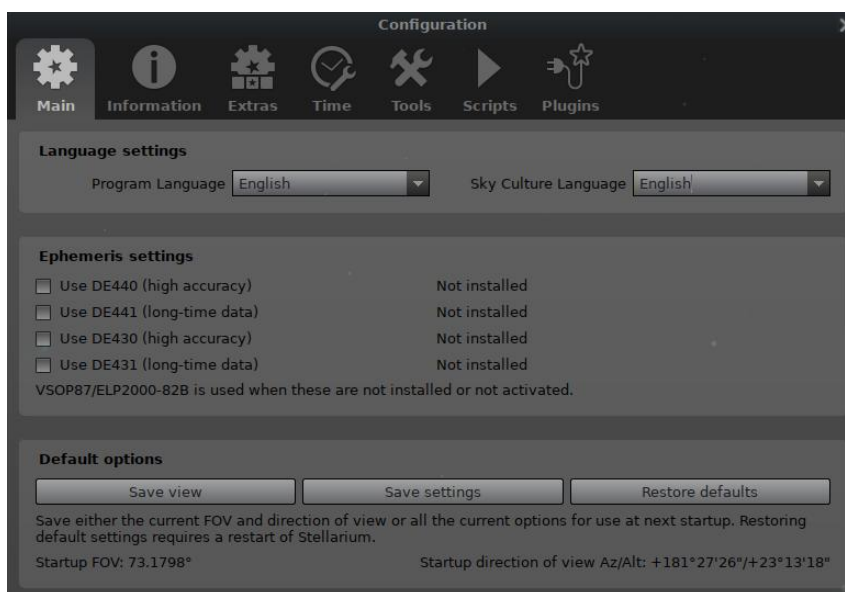 Configuration
Main Information Extras Time Tools Scripts Plugins
Language settings
Program Language English Sky Culture Language English
Ephemeris settings
Use DE440 (high accuracy) Not installed
Use DE441 (long-time data) Not installed
Use DE430 (high accuracy) Not installed
Use DE431 (long-time data) Not installed
VSOP87/ELP2000-82B is used when these are not installed or not activated.
Default options
Save view Save settings Restore defaults
Save either the current FOV and direction of view or all the current options for use at next startup. Restoring
default settings requires a restart of Stellarium.
Startup FOV: 73.1798° Startup direction of view Az/Alt: +181°27'26"/+23°13'18"